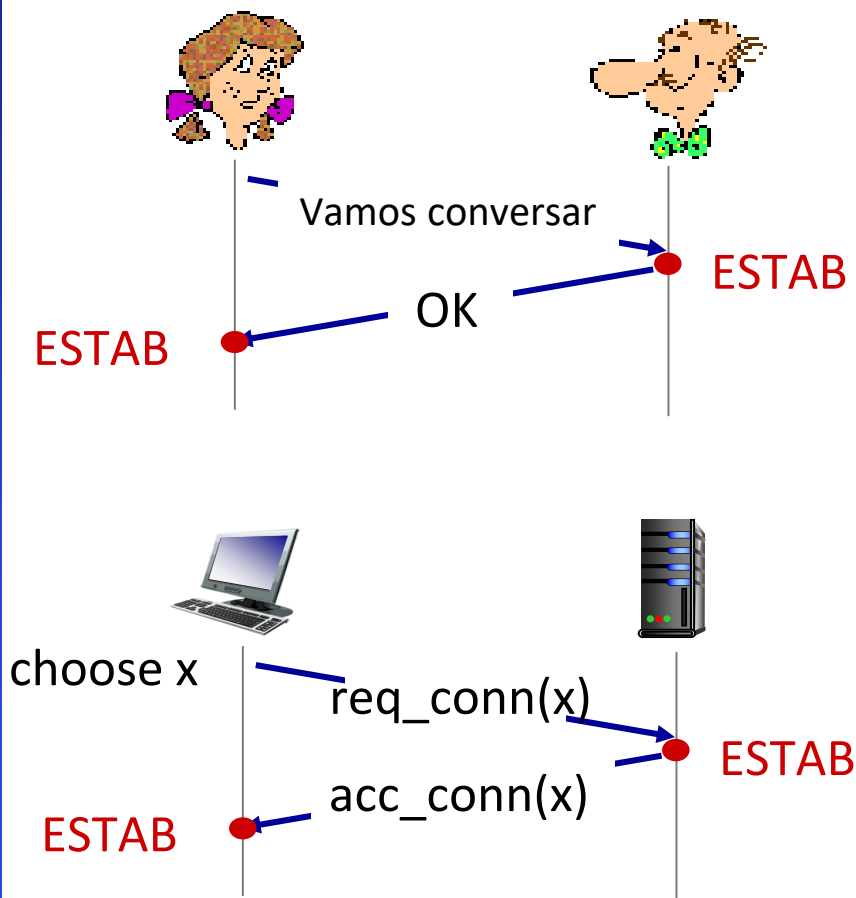 Vamos conversar
ESTAB
OK
ESTAB
choose x
req_conn(x)
ESTAB
acc_conn(x)
ESTAB